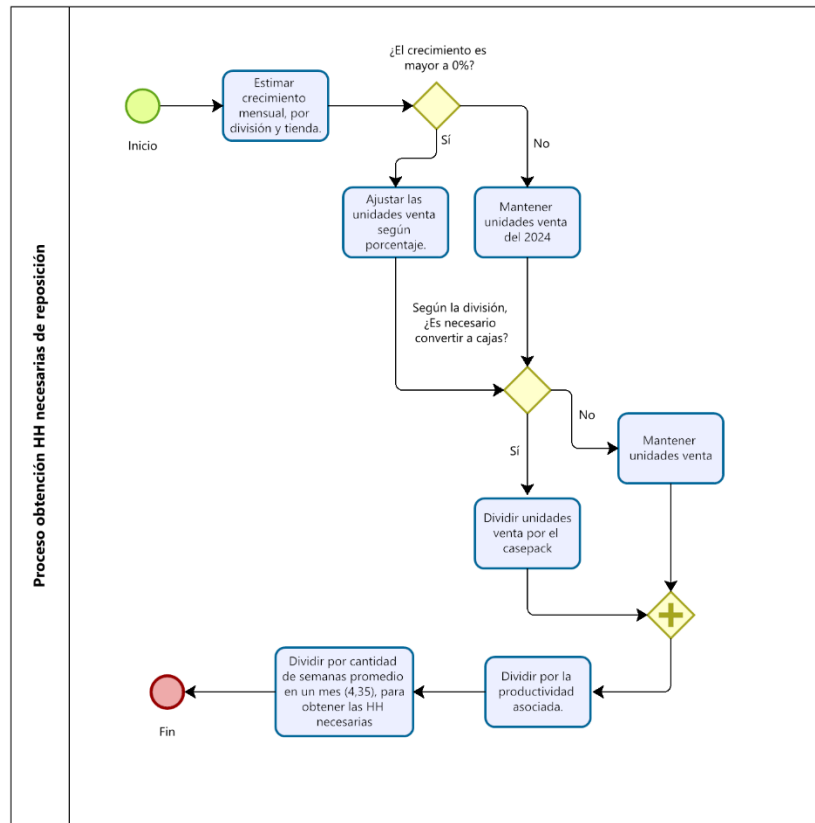 Proceso obtención HH necesarias de reposición
¿El crecimiento es
mayor a 0%?
Estimar
crecimiento
mensual, por
división y tienda.
Inicio
Sí
No
Ajustar las
unidades venta
según
porcentaje.
Mantener
unidades venta
del 2024
Según la división,
¿Es necesario
convertir a cajas?
No
Sí
Mantener
unidades venta
Dividir unidades
venta por el
casepack
Dividir por cantidad
de semanas promedio
en un mes (4,35), para
obtener las HH
necesarias
Dividir por la
productividad
asociada.
Fin